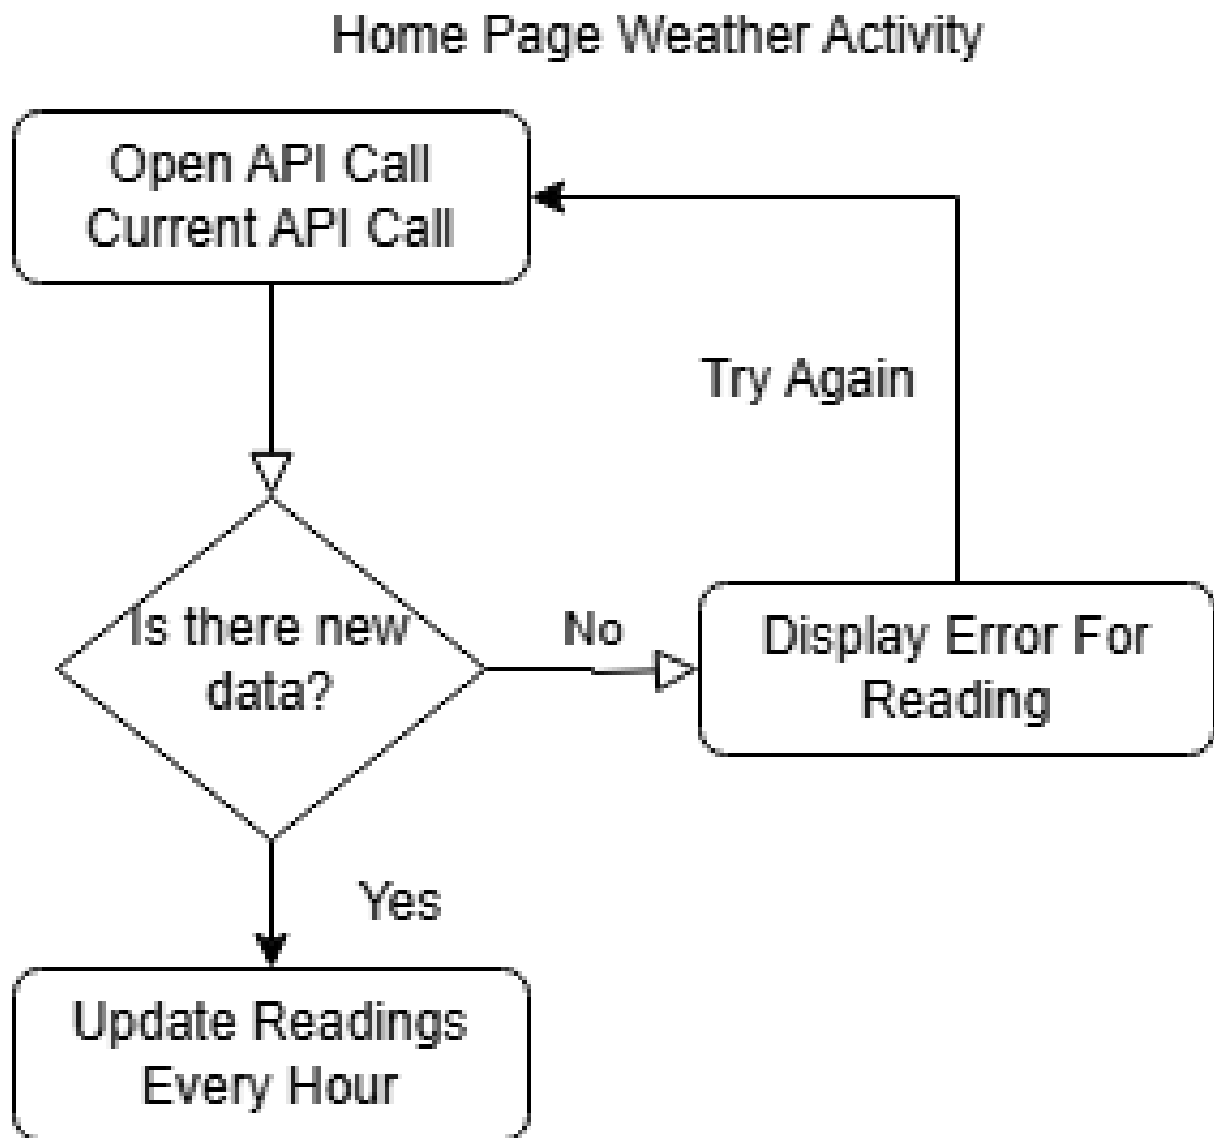 Home Page Weather Activity
Open API Call
Current API Call
Try Again
Is there new
data?
No
Display Error For
Reading
Yes
Update Readings
Every Hour